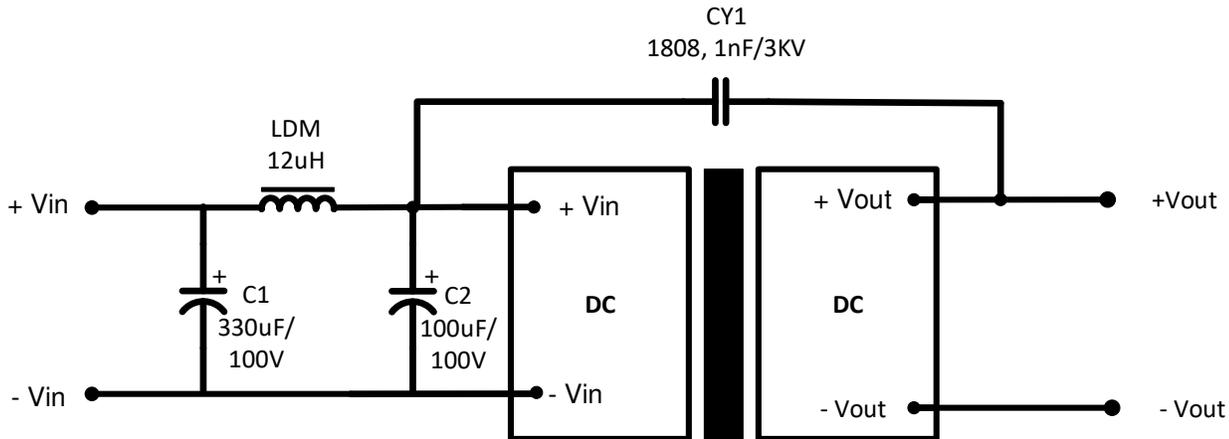 CY1
1808, 1nF/3KV
LDM
12uH
+ Vin
+ Vin
+ Vout
+Vout
+
C1
330uF/
100V
+
C2
100uF/
100V
DC
DC
- Vin
- Vin
- Vout
- Vout